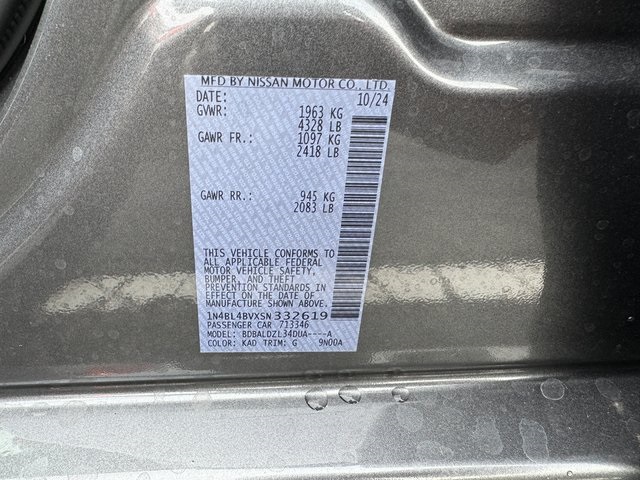 MFD BY NISSAN MOTOR CO., LTD.
DATE: 10/24
GVWR: 1963 KG
4328 LB
GAWR FR.: 1097 KG
2418 LB
GAWR RR.: 945 KG
2083 LB
THIS VEHICLE CONFORMS TO
ALL APPLICABLE FEDERAL
MOTOR VEHICLE SAFETY,
BUMPER, AND THEFT
PREVENTION STANDARDS IN
EFFECT ON THE DATE OF
MANUFACTURE SHOWN ABOVE.
1N4BL4BVXSN332619
PASSENGER CAR 713346
MODEL: BDBALDZL34DUA----A
COLOR: KAD TRIM: G 9N00A